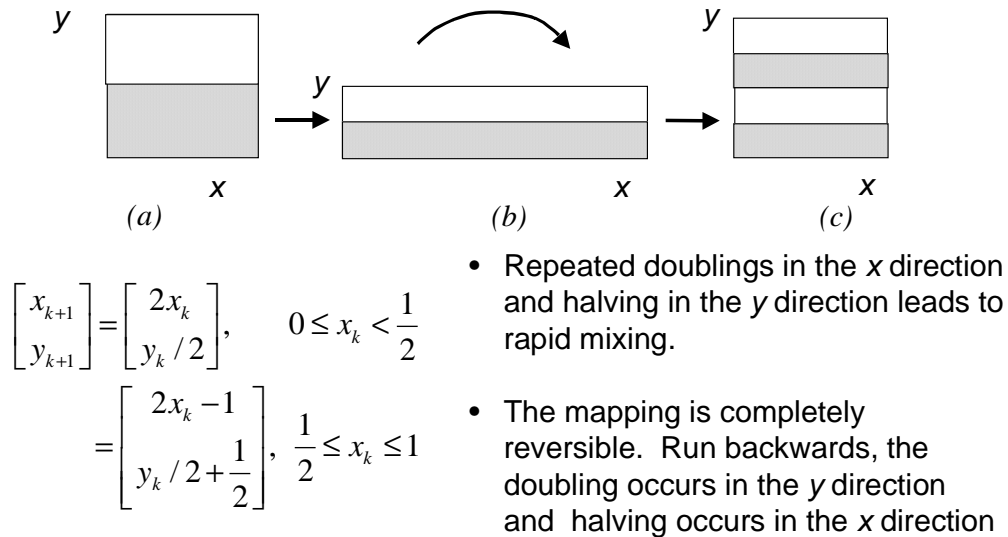 y
y
y
x
x
x
(a)
(b)
(c)
[x_{k+1} y_{k+1}] = [2x_k y_k / 2], 0 ≤ x_k < 1/2
= [2x_k − 1 y_k / 2 + 1/2], 1/2 ≤ x_k ≤ 1
• Repeated doublings in the x direction
and halving in the y direction leads to
rapid mixing.
• The mapping is completely
reversible. Run backwards, the
doubling occurs in the y direction
and halving occurs in the x direction